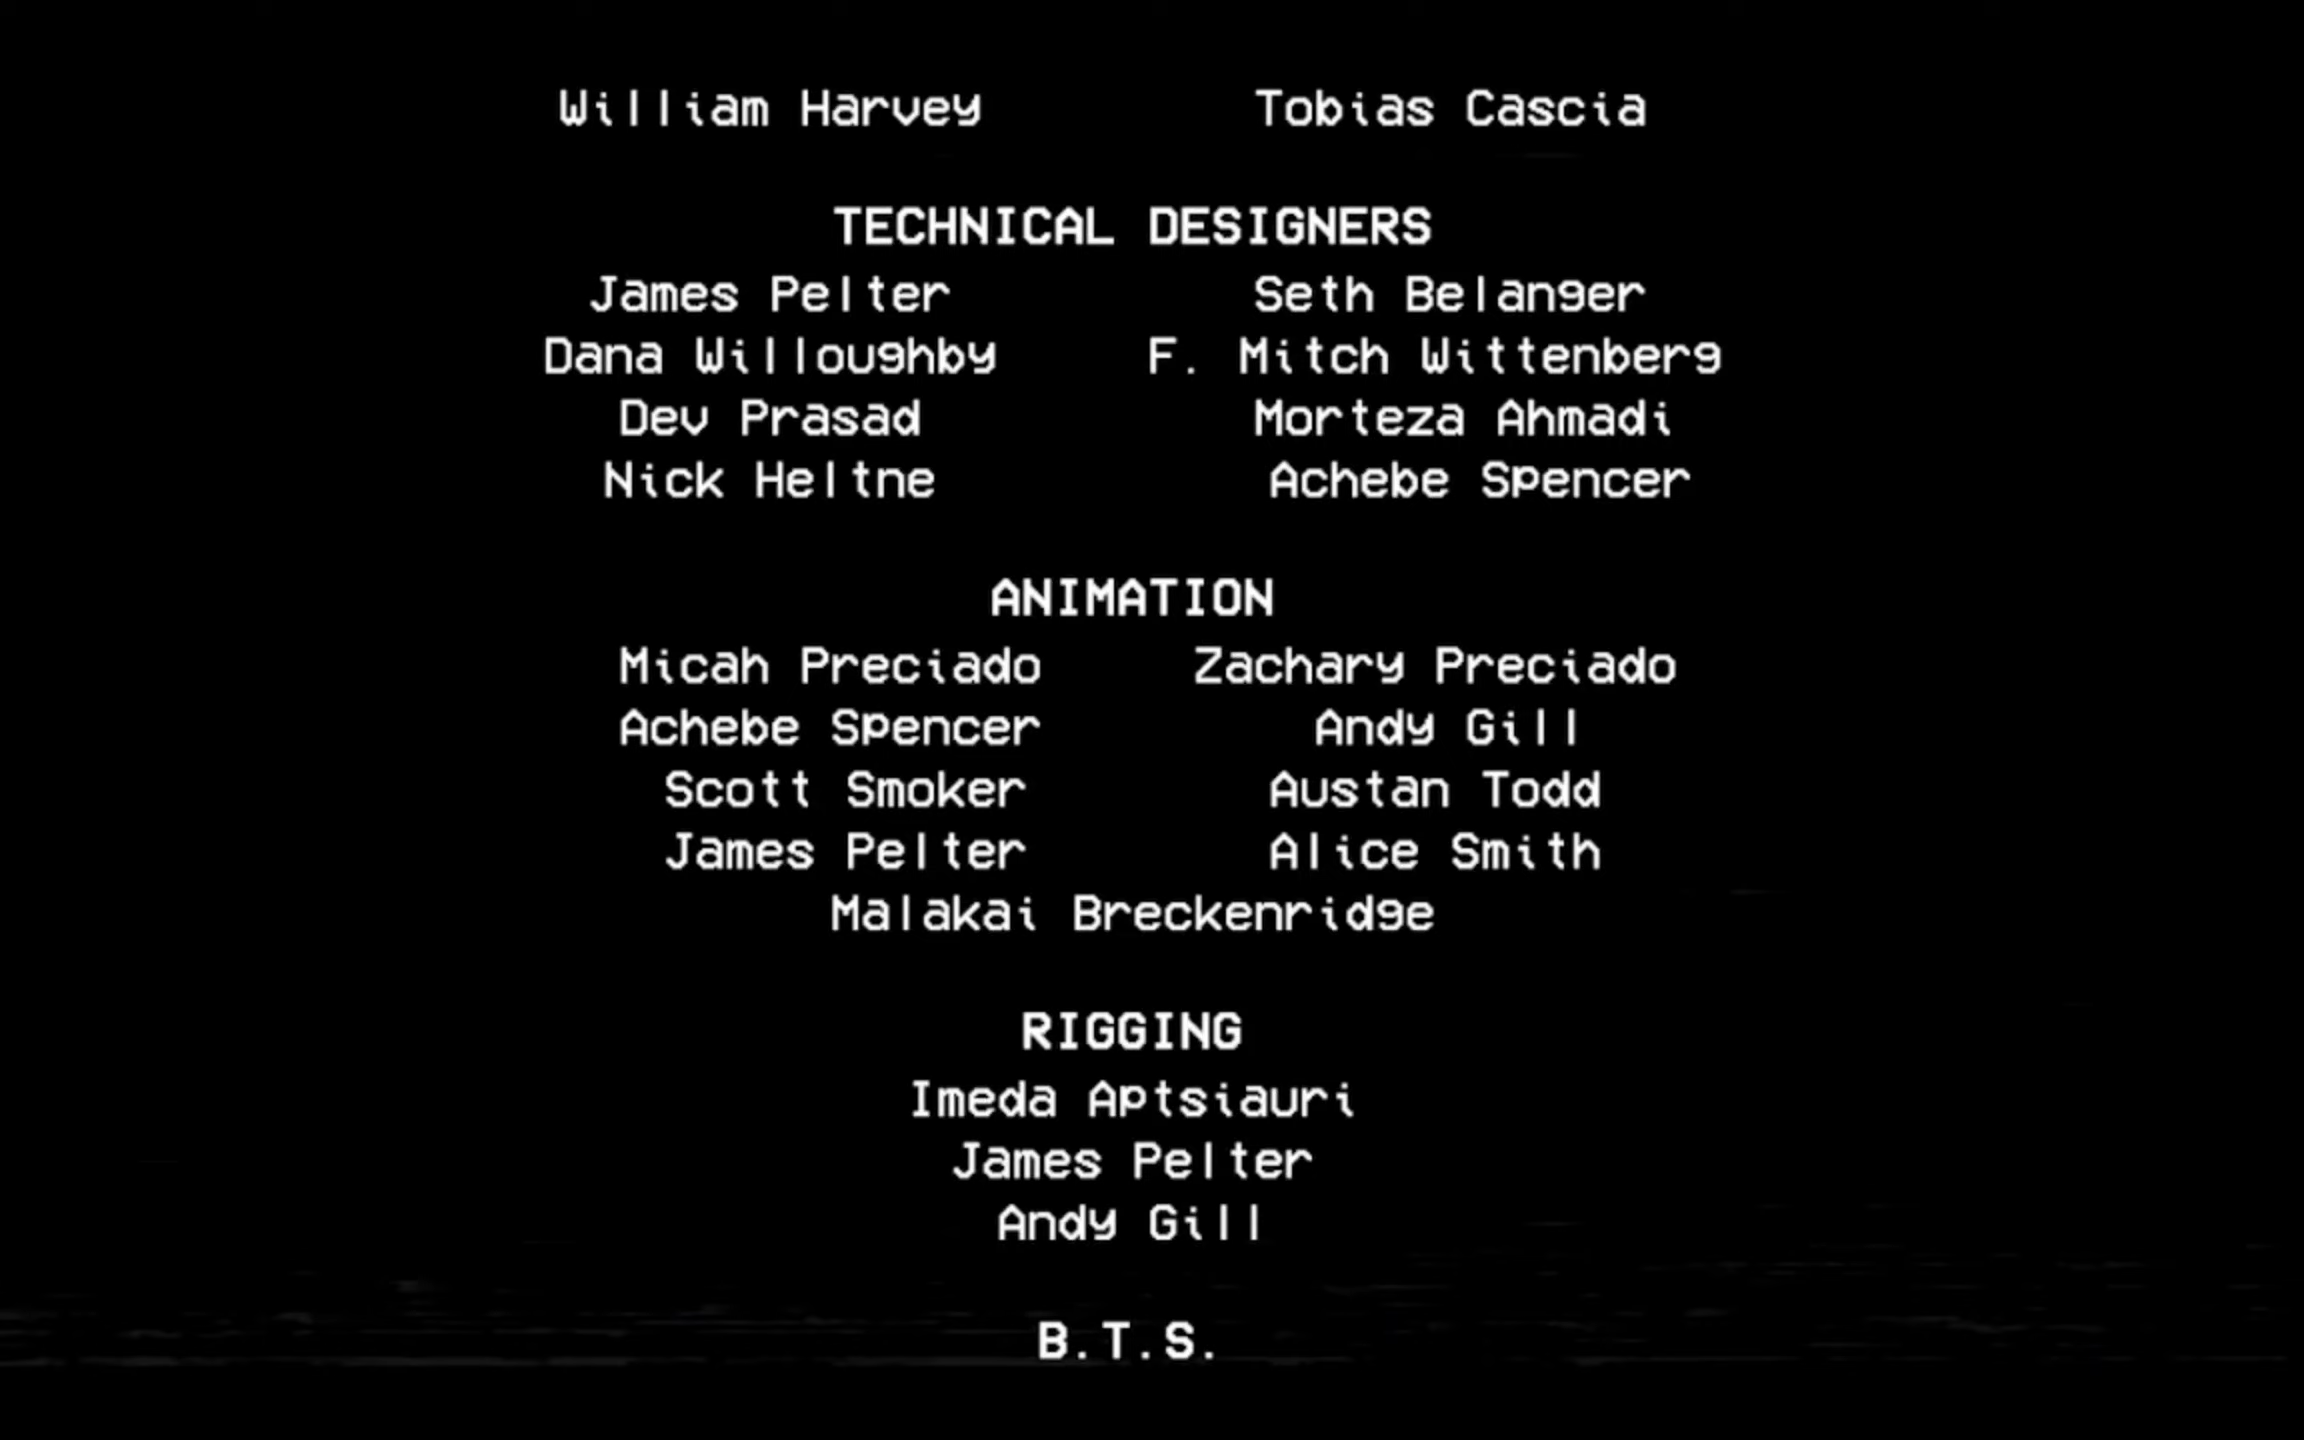 William Harvey Tobias Cascia
TECHNICAL DESIGNERS
James Pelter Seth Belanger
Dana Willoughby F. Mitch Wittenberg
Dev Prasad Morteza Ahmadi
Nick Heltne Achebe Spencer
ANIMATION
Micah Preciado Zachary Preciado
Achebe Spencer Andy Gill
Scott Smoker Austan Todd
James Pelter Alice Smith
Malakai Breckenridge
RIGGING
Imeda Aptsiauri
James Pelter
Andy Gill
B.T.S.